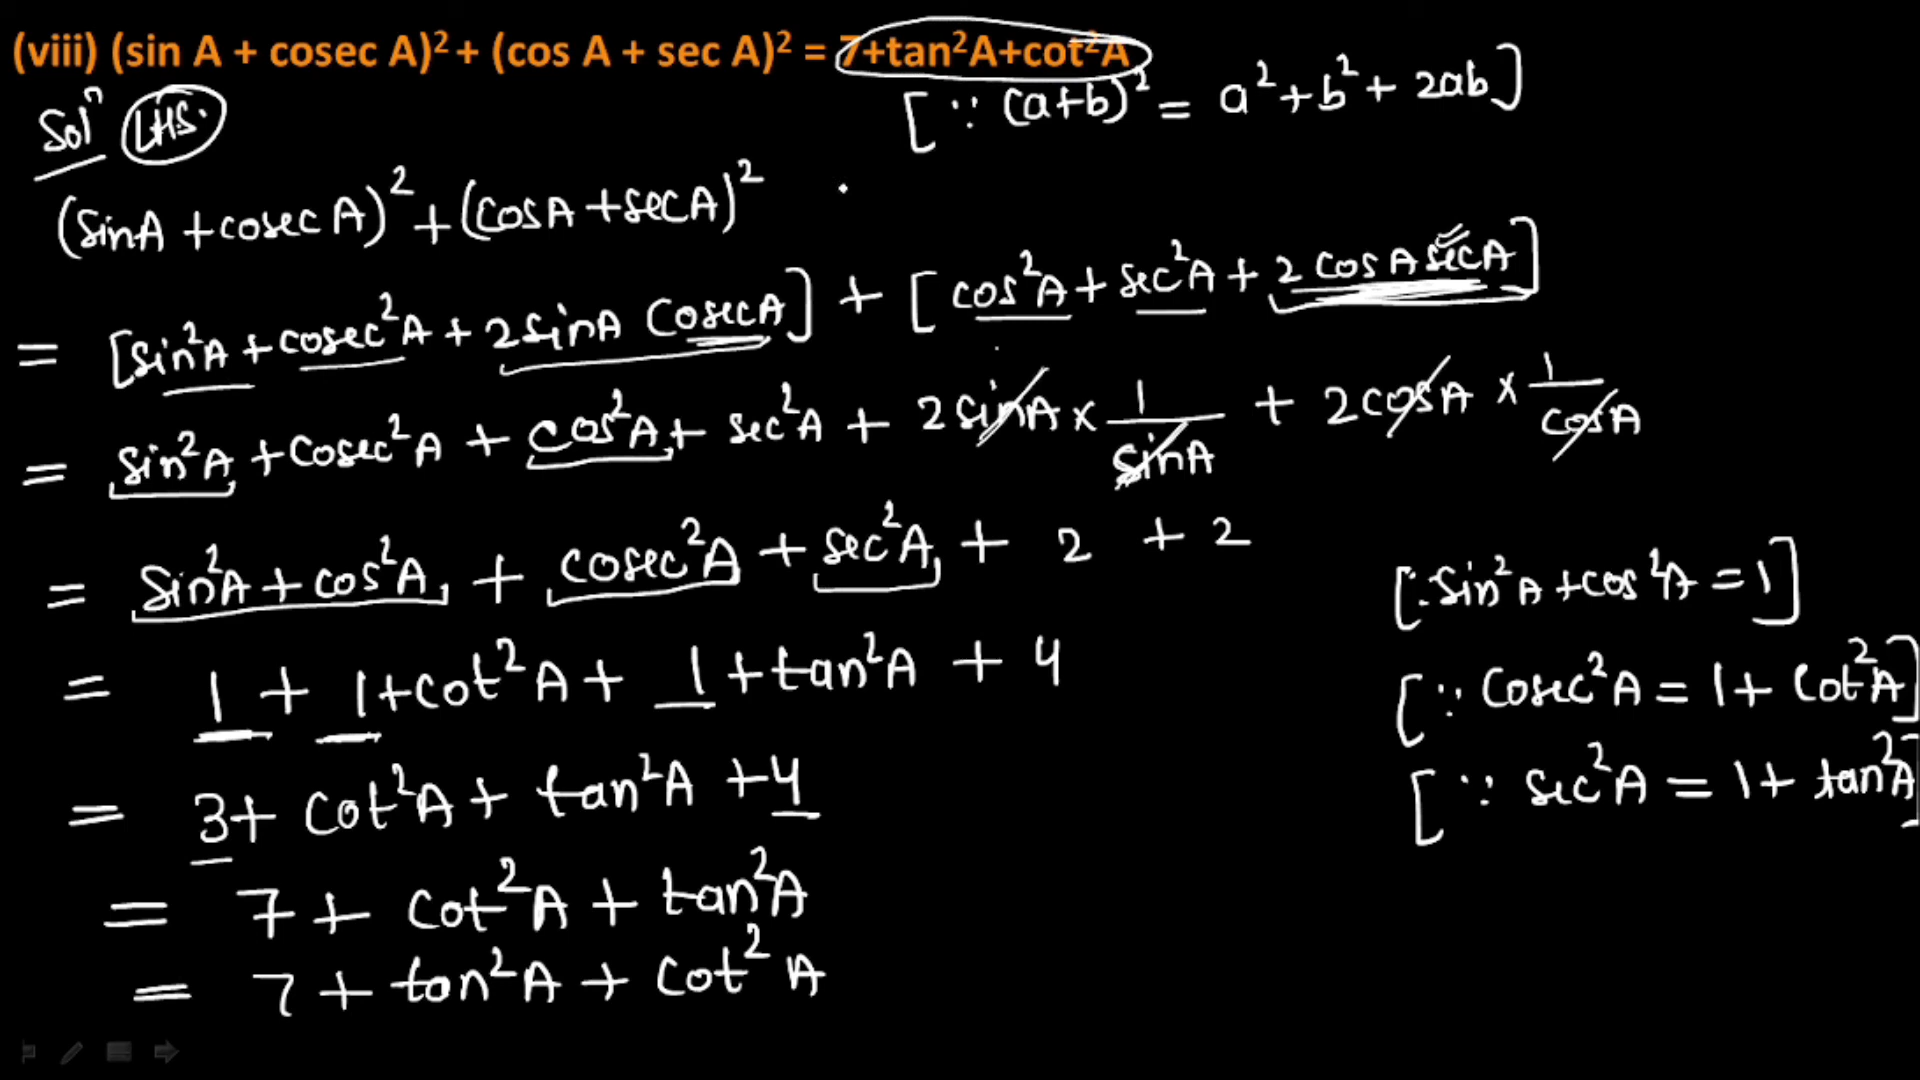 (viii) (sin A + cosec A)² + (cos A + sec A)² = 7+tan²A+cot²A
Solⁿ LHS.
[∵ (a+b)² = a²+b²+2ab]
(sinA + cosec A)² + (cosA + secA)²
= [sin²A + cosec²A + 2sinA cosecA] + [cos²A + sec²A + 2 cosA secA]
= sin²A + cosec²A + cos²A + sec²A + 2sinA × 1/sinA + 2cosA × 1/cosA
= sin²A + cos²A + cosec²A + sec²A + 2 + 2
[∵ sin²A + cos²A = 1]
= 1 + 1+cot²A + 1 + tan²A + 4
[∵ cosec²A = 1 + cot²A]
= 3 + cot²A + tan²A + 4
[∵ sec²A = 1 + tan²A]
= 7 + cot²A + tan²A
= 7 + tan²A + cot²A